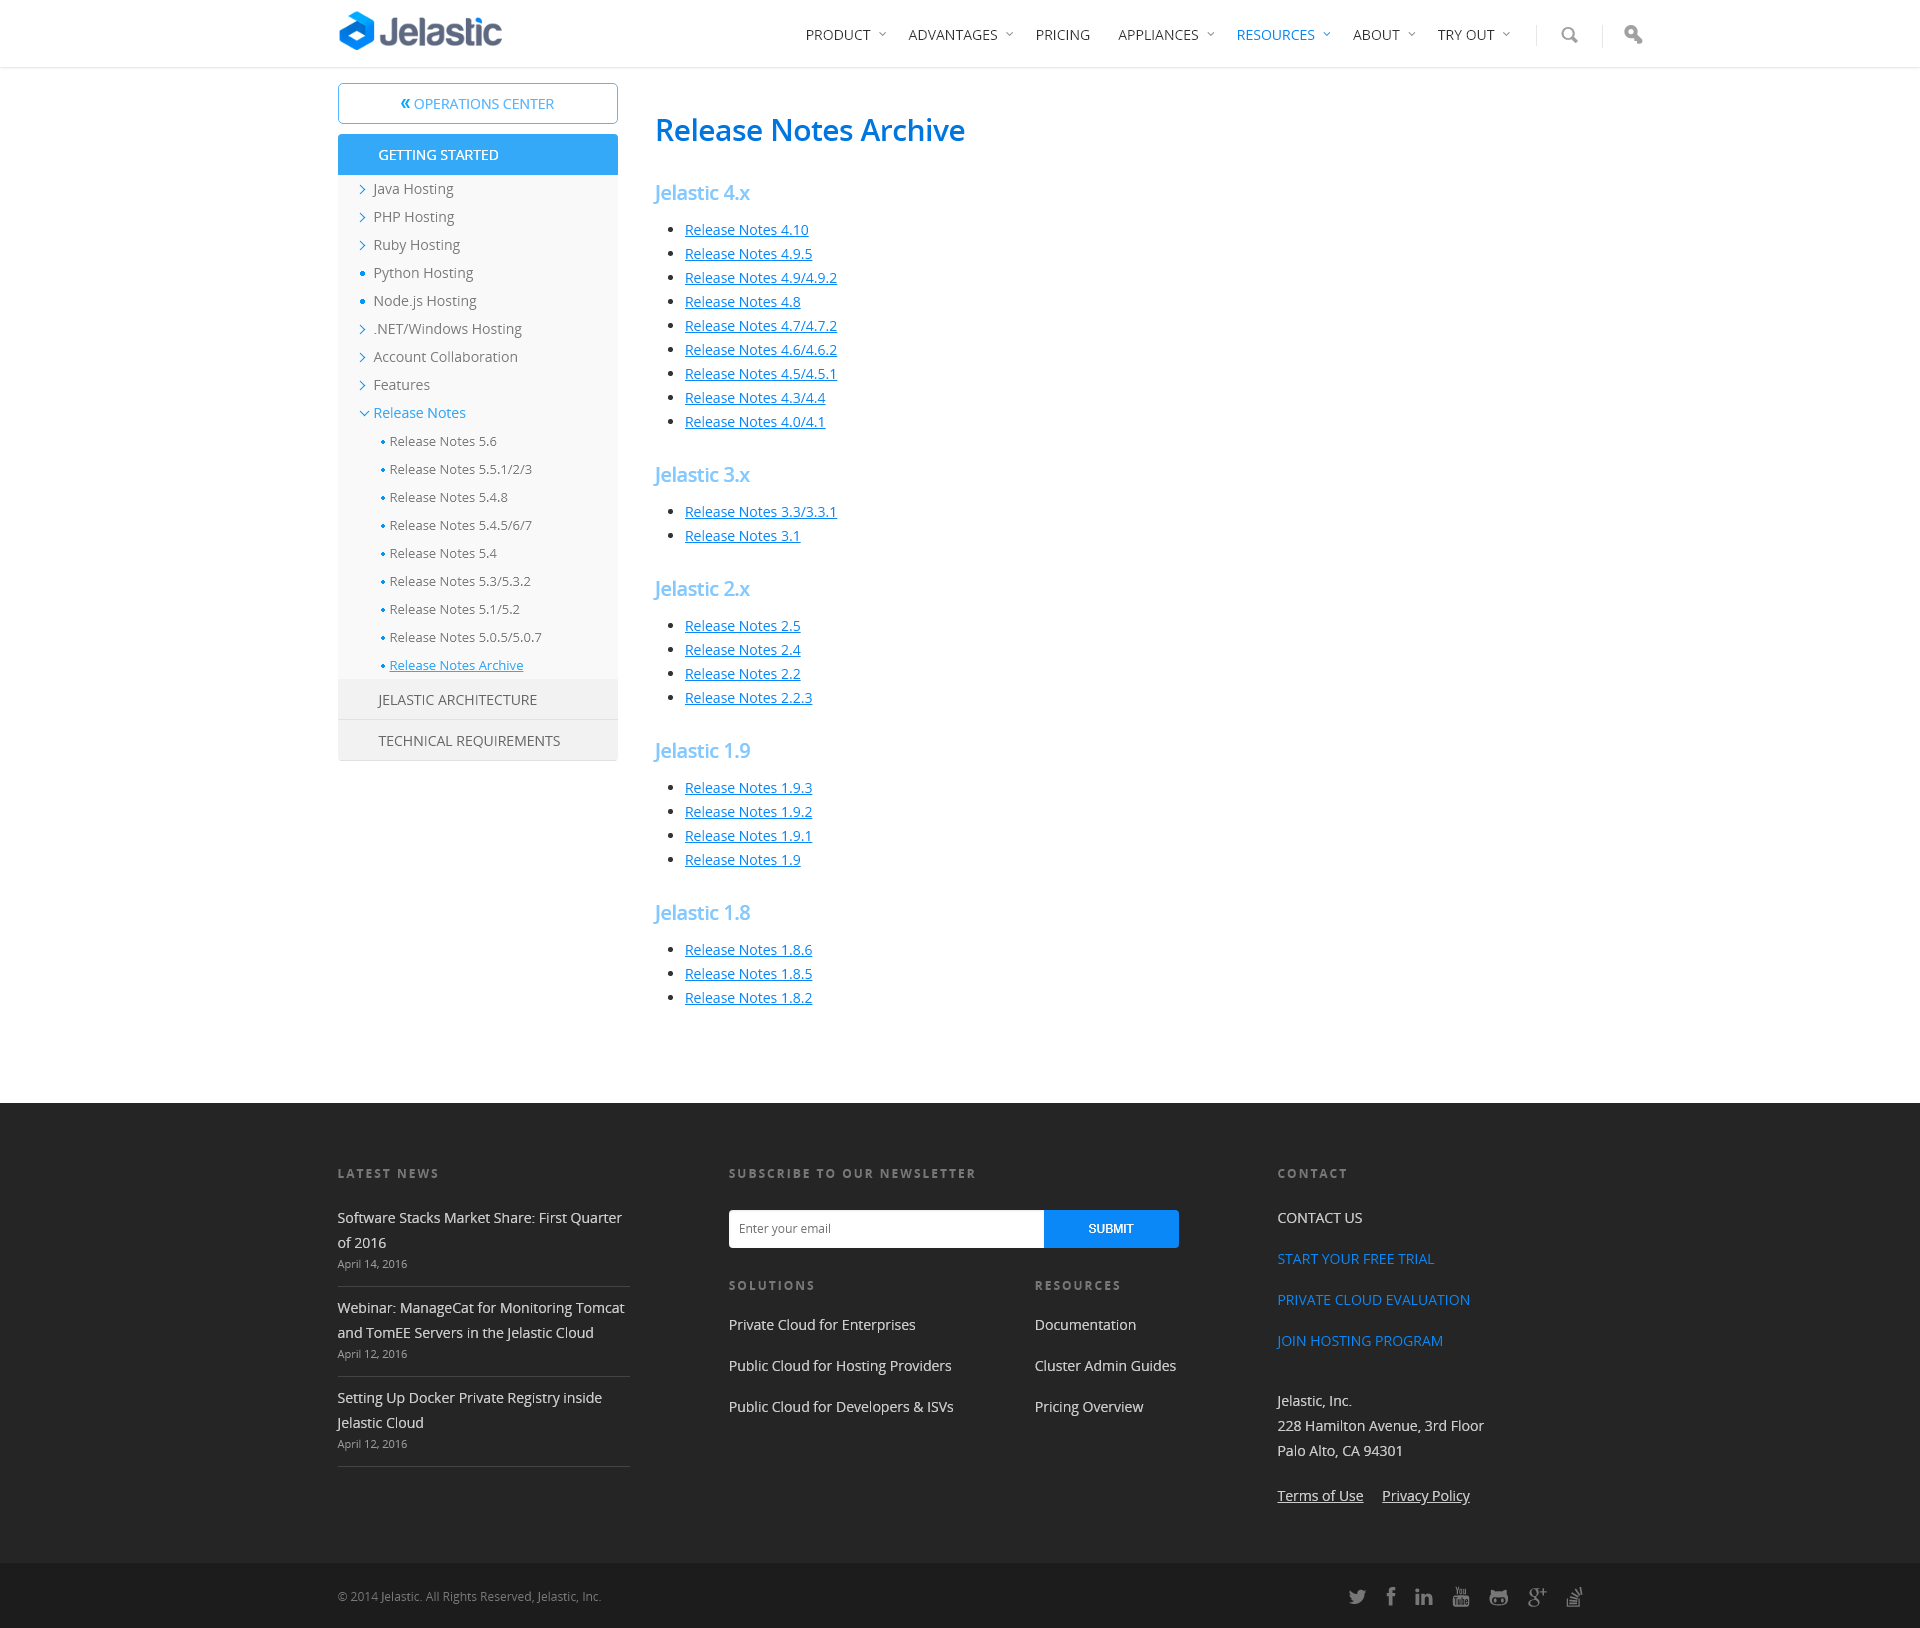 Jelastic
PRODUCT ADVANTAGES PRICING APPLIANCES RESOURCES ABOUT TRY OUT
« OPERATIONS CENTER
GETTING STARTED
Java Hosting
PHP Hosting
Ruby Hosting
Python Hosting
Node.js Hosting
.NET/Windows Hosting
Account Collaboration
Features
Release Notes
Release Notes 5.6
Release Notes 5.5.1/2/3
Release Notes 5.4.8
Release Notes 5.4.5/6/7
Release Notes 5.4
Release Notes 5.3/5.3.2
Release Notes 5.1/5.2
Release Notes 5.0.5/5.0.7
Release Notes Archive
JELASTIC ARCHITECTURE
TECHNICAL REQUIREMENTS
Release Notes Archive
Jelastic 4.x
Release Notes 4.10
Release Notes 4.9.5
Release Notes 4.9/4.9.2
Release Notes 4.8
Release Notes 4.7/4.7.2
Release Notes 4.6/4.6.2
Release Notes 4.5/4.5.1
Release Notes 4.3/4.4
Release Notes 4.0/4.1
Jelastic 3.x
Release Notes 3.3/3.3.1
Release Notes 3.1
Jelastic 2.x
Release Notes 2.5
Release Notes 2.4
Release Notes 2.2
Release Notes 2.2.3
Jelastic 1.9
Release Notes 1.9.3
Release Notes 1.9.2
Release Notes 1.9.1
Release Notes 1.9
Jelastic 1.8
Release Notes 1.8.6
Release Notes 1.8.5
Release Notes 1.8.2
LATEST NEWS
Software Stacks Market Share: First Quarter
of 2016
April 14, 2016
Webinar: ManageCat for Monitoring Tomcat
and TomEE Servers in the Jelastic Cloud
April 12, 2016
Setting Up Docker Private Registry inside
Jelastic Cloud
April 12, 2016
SUBSCRIBE TO OUR NEWSLETTER
Enter your email SUBMIT
SOLUTIONS
Private Cloud for Enterprises
Public Cloud for Hosting Providers
Public Cloud for Developers & ISVs
RESOURCES
Documentation
Cluster Admin Guides
Pricing Overview
CONTACT
CONTACT US
START YOUR FREE TRIAL
PRIVATE CLOUD EVALUATION
JOIN HOSTING PROGRAM
Jelastic, Inc.
228 Hamilton Avenue, 3rd Floor
Palo Alto, CA 94301
Terms of Use Privacy Policy
© 2014 Jelastic. All Rights Reserved, Jelastic, Inc.
You Tube